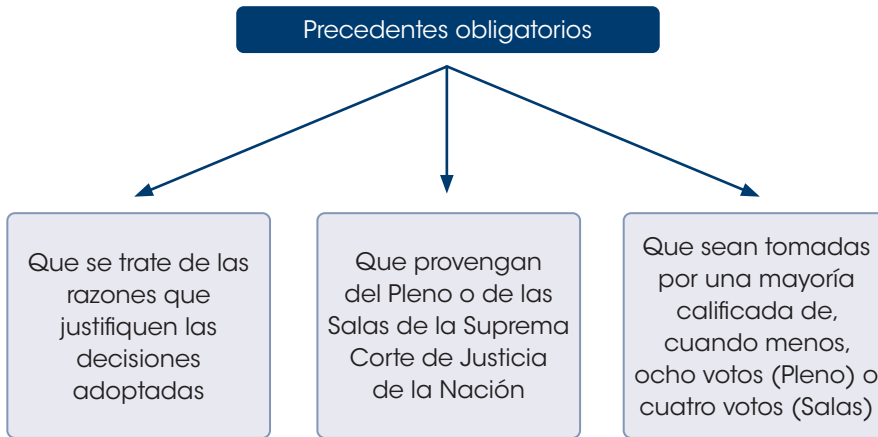 Precedentes obligatorios
Que se trate de las
razones que
justifiquen las
decisiones
adoptadas
Que provengan
del Pleno o de las
Salas de la Suprema
Corte de Justicia
de la Nación
Que sean tomadas
por una mayoría
calificada de,
cuando menos,
ocho votos (Pleno) o
cuatro votos (Salas)